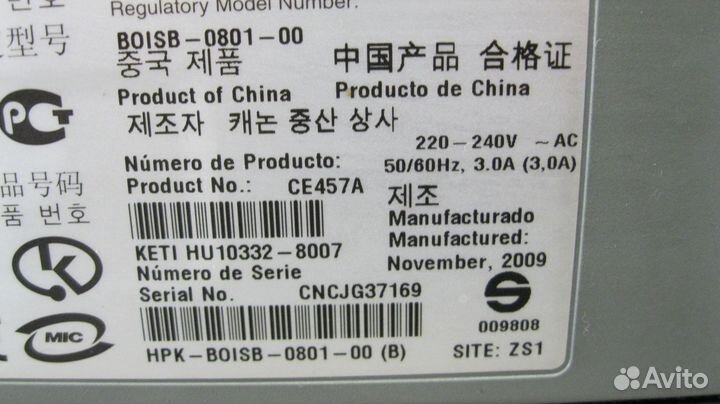 Regulatory Model Number:
型号
BOISB-0801-00
중국 제품
中国产品 合格证
Product of China
Producto de China
제조자 캐논 중산 상사
220-240V ~ AC
50/60Hz, 3.0A (3,0A)
Número de Producto:
Product No.: CE457A
品号码
품 번호
제조
Manufacturado
Manufactured:
November, 2009
KETI HU10332-8007
Número de Serie
Serial No. CNCJG37169
009808
MIC
HPK-BOISB-0801-00 (B)
SITE: ZS1
Avito